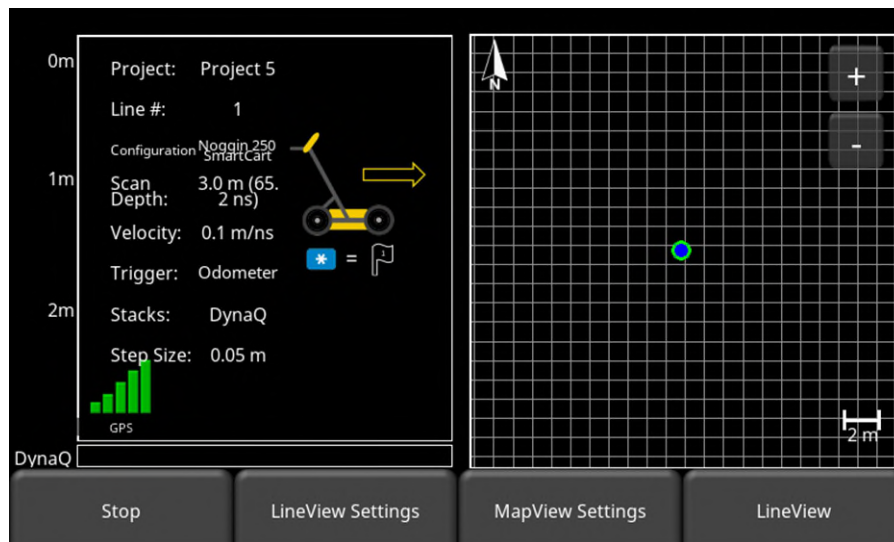 0m
Project: Project 5
Line #: 1
Configuration Noggin 250
SmartCart
1m
Scan 3.0 m (65.
Depth: 2 ns)
Velocity: 0.1 m/ns
* = 1
Trigger: Odometer
2m
Stacks: DynaQ
Step Size: 0.05 m
GPS
DynaQ
N
+
-
2 m
Stop LineView Settings MapView Settings LineView